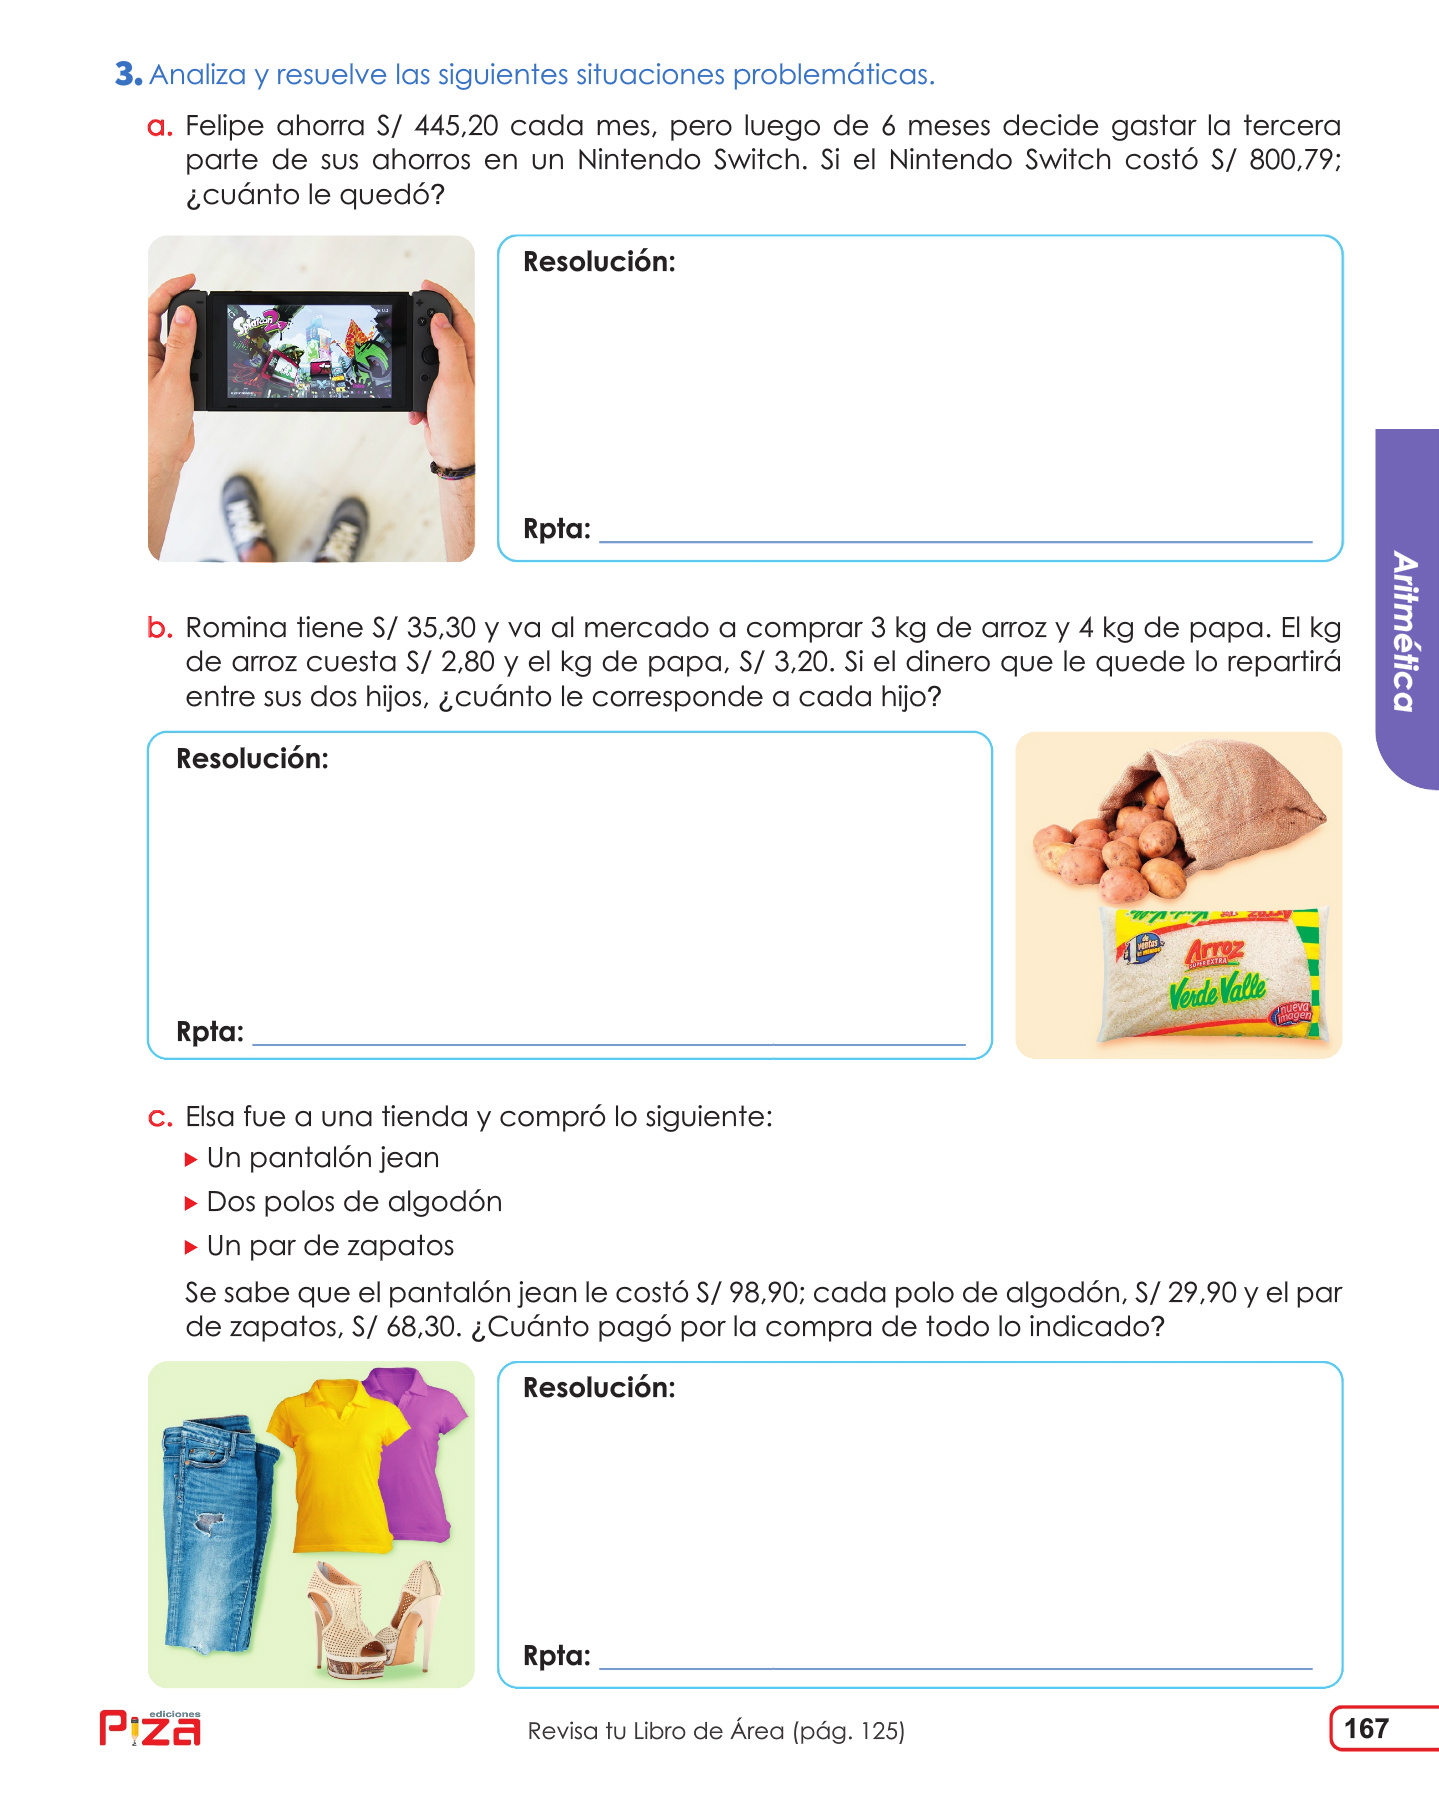 3. Analiza y resuelve las siguientes situaciones problemáticas.
a. Felipe ahorra S/ 445,20 cada mes, pero luego de 6 meses decide gastar la tercera
parte de sus ahorros en un Nintendo Switch. Si el Nintendo Switch costó S/ 800,79;
¿cuánto le quedó?
Splatoon 2
Resolución:
Rpta:
Aritmética
b. Romina tiene S/ 35,30 y va al mercado a comprar 3 kg de arroz y 4 kg de papa. El kg
de arroz cuesta S/ 2,80 y el kg de papa, S/ 3,20. Si el dinero que le quede lo repartirá
entre sus dos hijos, ¿cuánto le corresponde a cada hijo?
Resolución:
Rpta:
Arroz
SUPER EXTRA
Verde Valle
nueva
imagen
c. Elsa fue a una tienda y compró lo siguiente:
Un pantalón jean
Dos polos de algodón
Un par de zapatos
Se sabe que el pantalón jean le costó S/ 98,90; cada polo de algodón, S/ 29,90 y el par
de zapatos, S/ 68,30. ¿Cuánto pagó por la compra de todo lo indicado?
Resolución:
Rpta:
ediciones
Piza
Revisa tu Libro de Área (pág. 125)
167